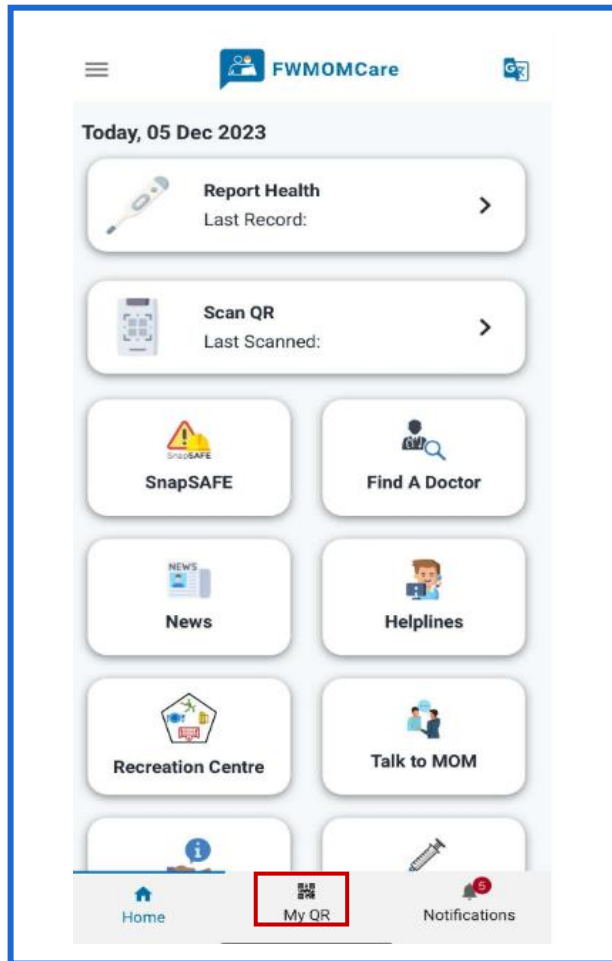 FWMOMCare
Today, 05 Dec 2023
Report Health
Last Record:
Scan QR
Last Scanned:
SnapSAFE
SnapSAFE
Find A Doctor
NEWS
News
Helplines
Recreation Centre
Talk to MOM
5
Home
My QR
Notifications